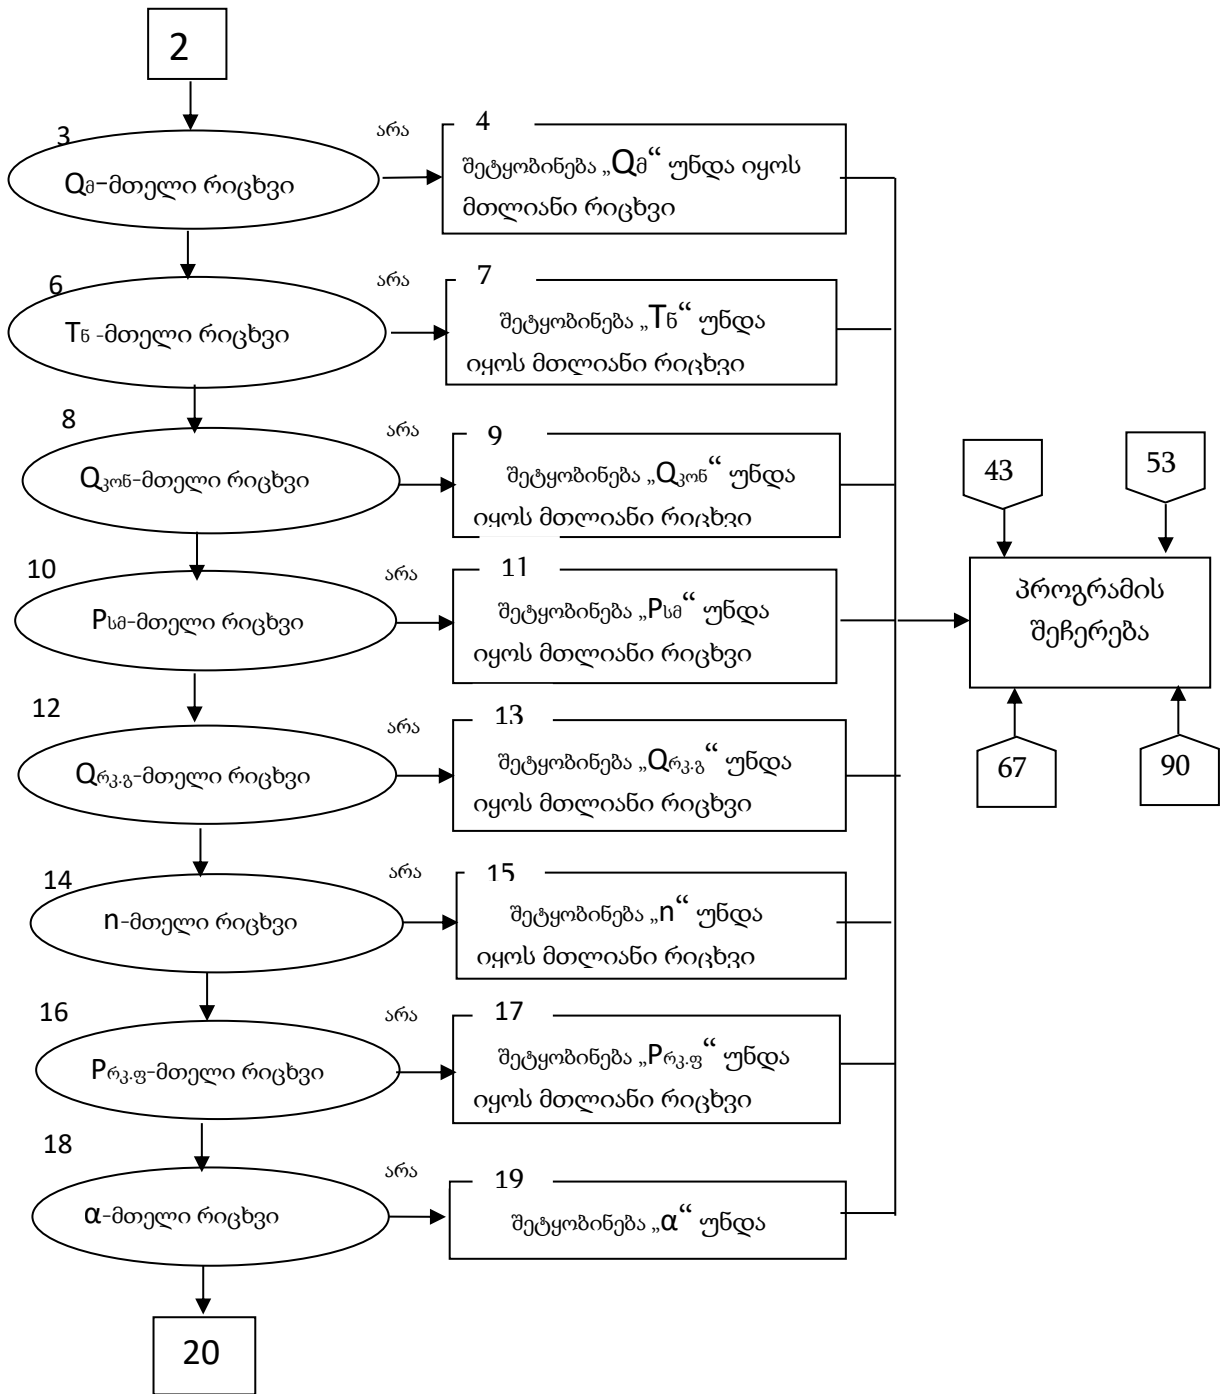 2
3
არა
4
Qმ-მთელი რიცხვი
შეტყობინება „Qმ“ უნდა იყოს
მთლიანი რიცხვი
6
არა
7
Tნ -მთელი რიცხვი
შეტყობინება „Tნ“ უნდა
იყოს მთლიანი რიცხვი
8
არა
9
Qკონ-მთელი რიცხვი
შეტყობინება „Qკონ“ უნდა
იყოს მთლიანი რიცხვი
43
53
10
არა
11
Pსმ-მთელი რიცხვი
შეტყობინება „Pსმ“ უნდა
იყოს მთლიანი რიცხვი
პროგრამის
შეჩერება
12
არა
13
Qრკ.გ-მთელი რიცხვი
შეტყობინება „Qრკ.გ“ უნდა
იყოს მთლიანი რიცხვი
67
90
14
არა
15
n-მთელი რიცხვი
შეტყობინება „n“ უნდა
იყოს მთლიანი რიცხვი
16
არა
17
Pრკ.ფ-მთელი რიცხვი
შეტყობინება „Pრკ.ფ“ უნდა
იყოს მთლიანი რიცხვი
18
არა
19
α-მთელი რიცხვი
შეტყობინება „α“ უნდა
20